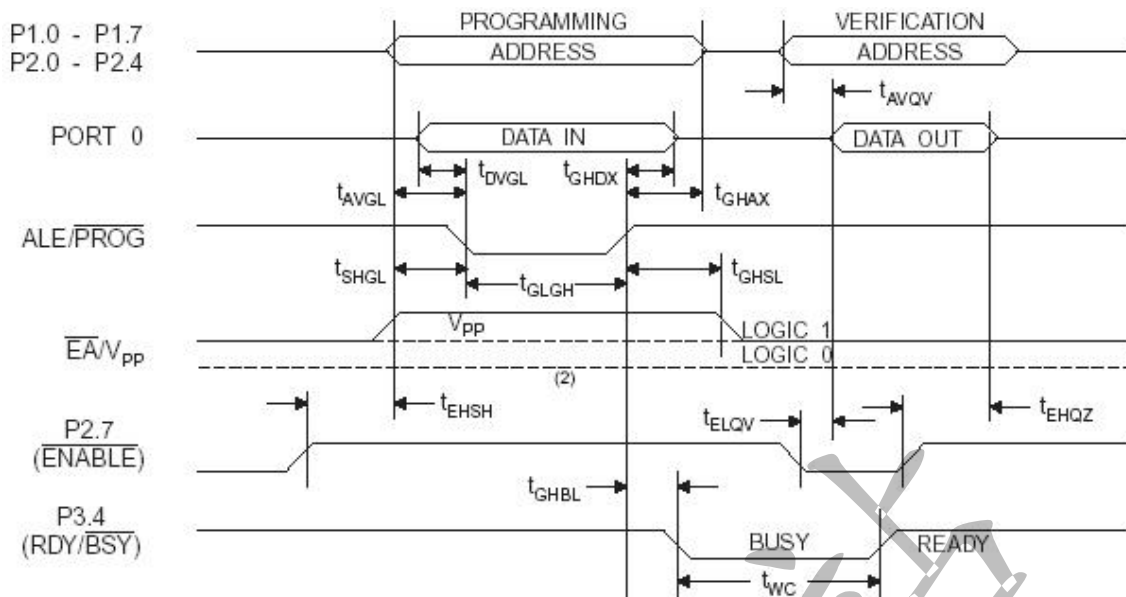 PROGRAMMING
VERIFICATION
P1.0 - P1.7
P2.0 - P2.4
ADDRESS
ADDRESS
tAVQV
PORT 0
DATA IN
DATA OUT
tDVGL
tGHDX
tAVGL
tGHAX
ALE/PROG
tSHGL
tGLGH
tGHSL
VPP
LOGIC 1
EA/VPP
LOGIC 0
(2)
tEHSH
tELQV
tEHQZ
P2.7
(ENABLE)
tGHBL
P3.4
(RDY/BSY)
BUSY
READY
tWC